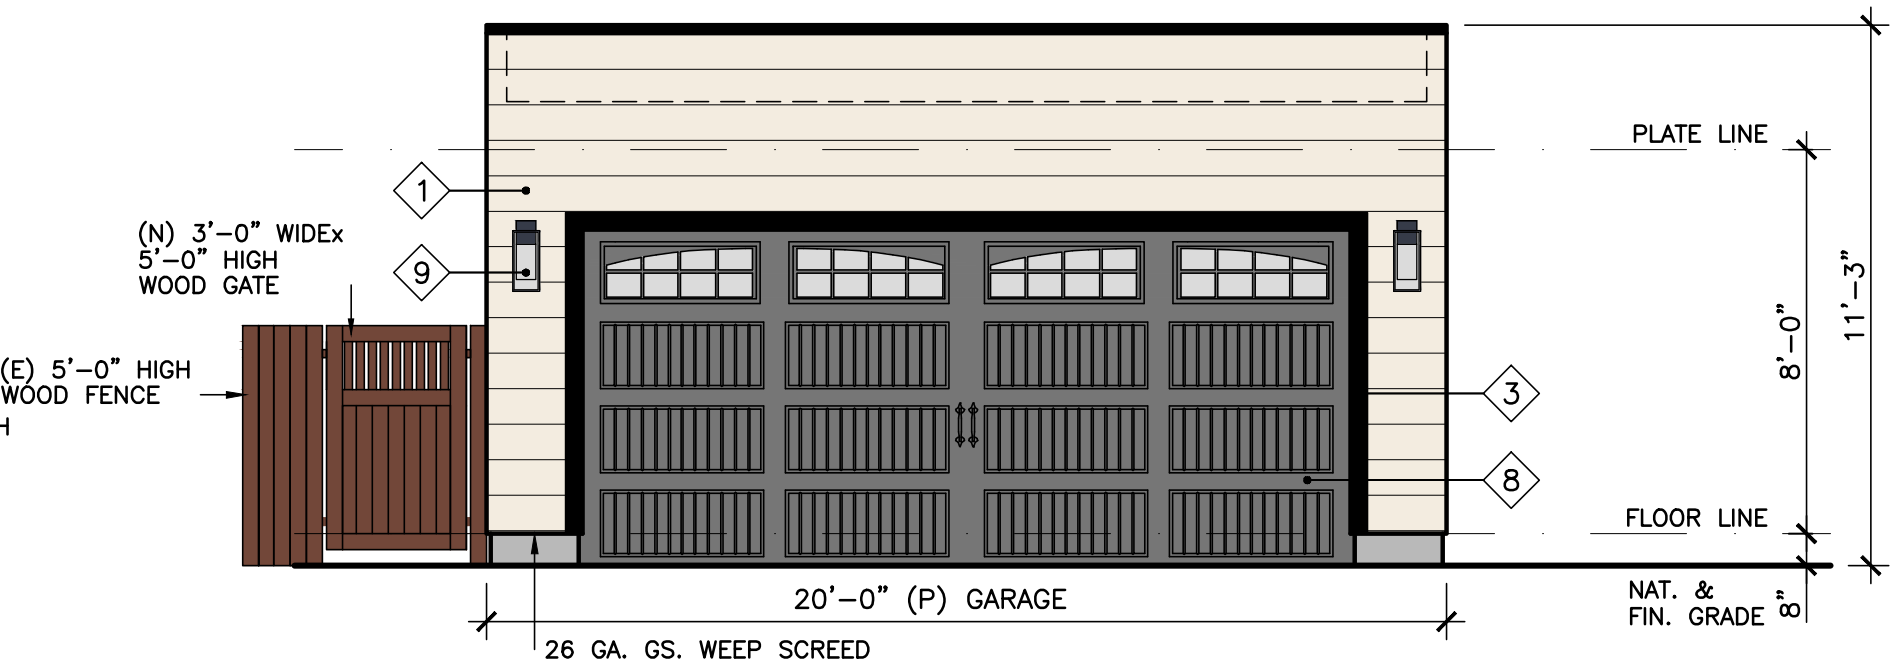 PLATE LINE
1
(N) 3'-0" WIDEx
5'-0" HIGH
WOOD GATE
9
11'-3"
8'-0"
(E) 5'-0" HIGH
WOOD FENCE
H
3
8
FLOOR LINE
20'-0" (P) GARAGE
NAT. &
FIN. GRADE
8"
26 GA. GS. WEEP SCREED